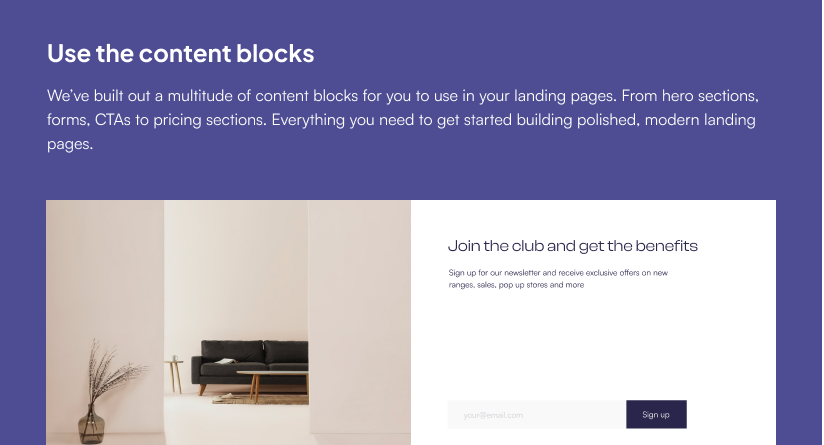 Use the content blocks
We’ve built out a multitude of content blocks for you to use in your landing pages. From hero sections,
forms, CTAs to pricing sections. Everything you need to get started building polished, modern landing
pages.
Join the club and get the benefits
Sign up for our newsletter and receive exclusive offers on new
ranges, sales, pop up stores and more
your@email.com
Sign up